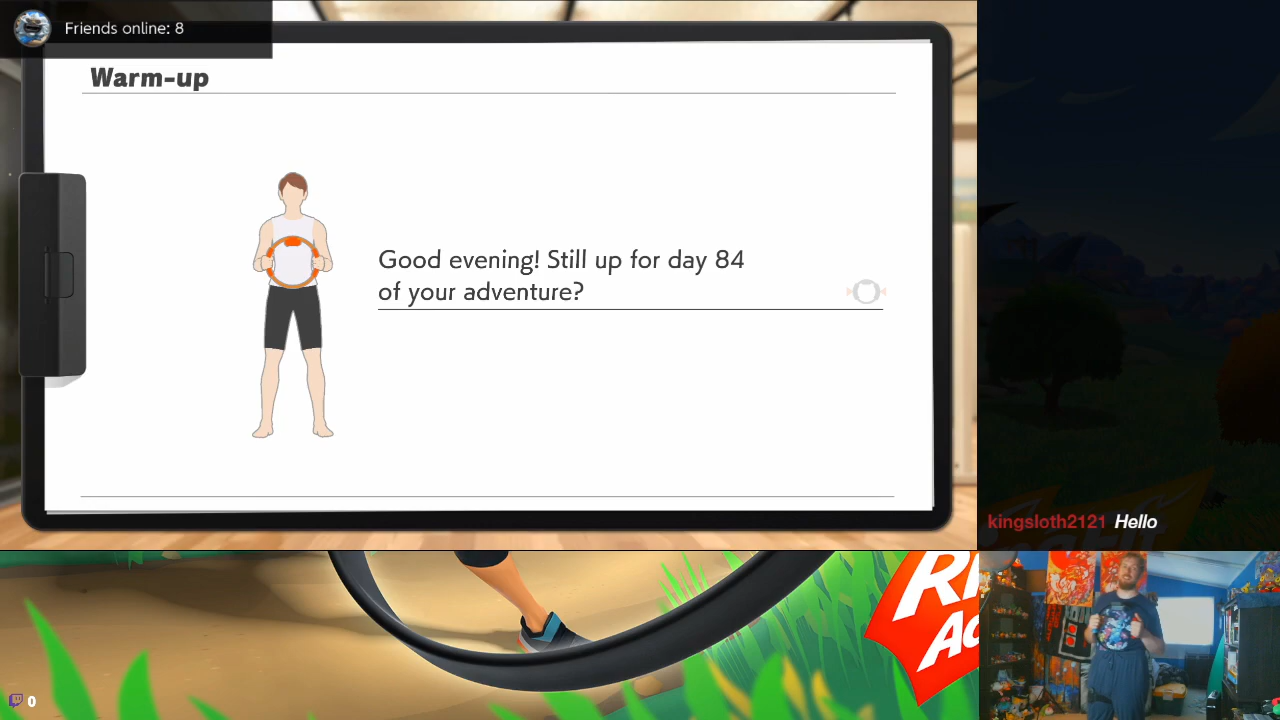 Friends online: 8
Warm-up
Good evening! Still up for day 84
of your adventure?
kingsloth2121 Hello
0